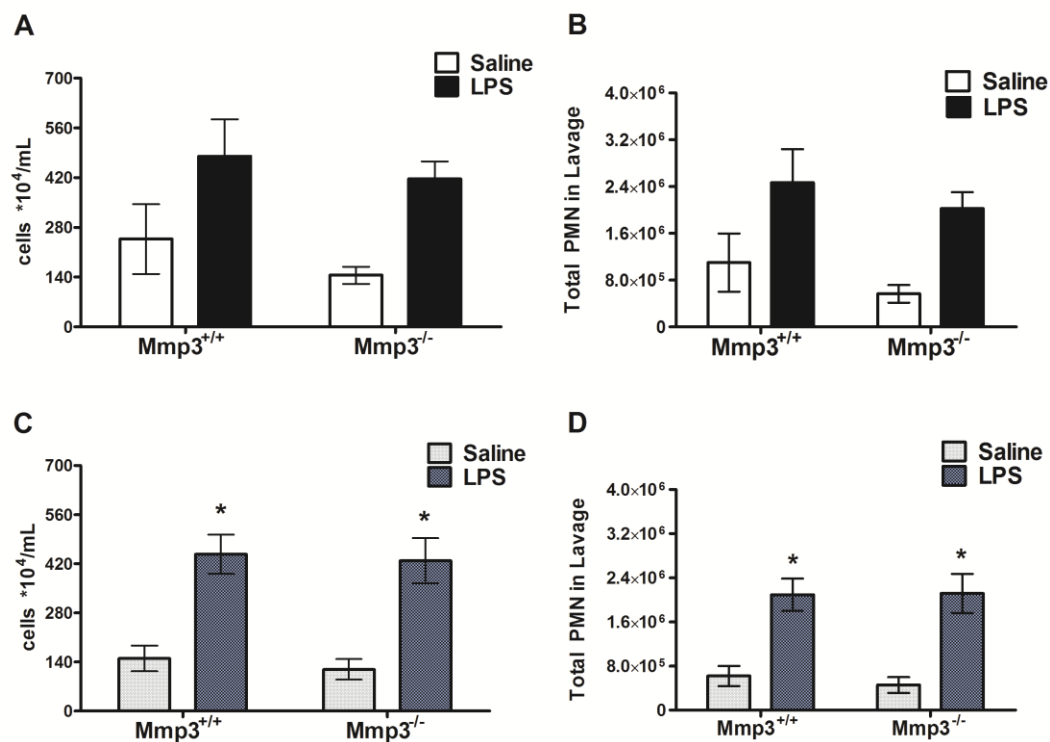 A
Saline
LPS
700
560
420
280
140
0
cells *10⁴/mL
Mmp3⁺/⁺
Mmp3⁻/⁻
B
Saline
LPS
4.0×10⁶
3.2×10⁶
2.4×10⁶
1.6×10⁶
8.0×10⁵
0
Total PMN in Lavage
Mmp3⁺/⁺
Mmp3⁻/⁻
C
Saline
LPS
700
560
420
280
140
0
cells *10⁴/mL
* *
Mmp3⁺/⁺
Mmp3⁻/⁻
D
Saline
LPS
4.0×10⁶
3.2×10⁶
2.4×10⁶
1.6×10⁶
8.0×10⁵
0
Total PMN in Lavage
* *
Mmp3⁺/⁺
Mmp3⁻/⁻